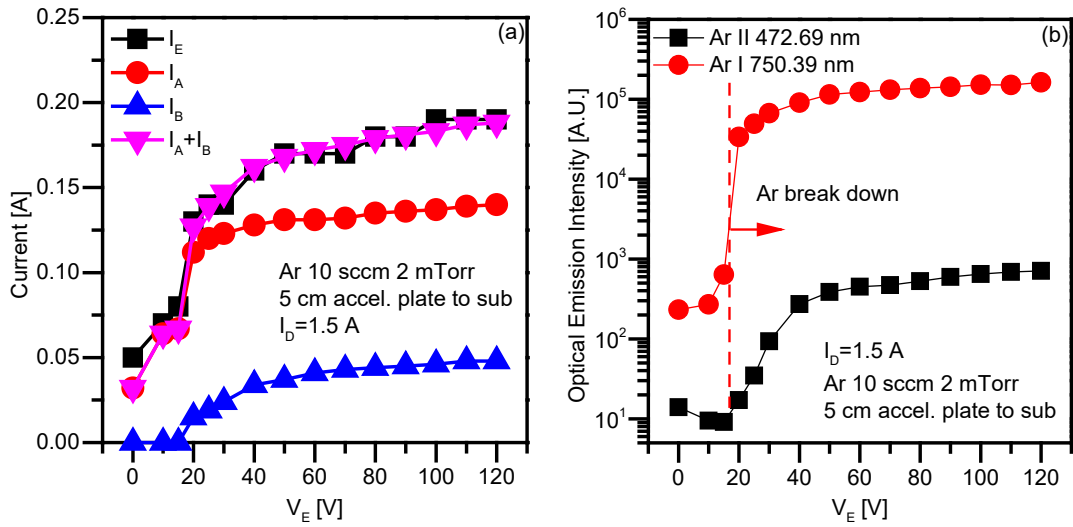 (a)
I_E
I_A
I_B
I_A+I_B
0.20
0.15
0.10
0.05
0.00
Current [A]
Ar 10 sccm 2 mTorr
5 cm accel. plate to sub
I_D=1.5 A
0 20 40 60 80 100 120
V_E [V]
(b)
Ar II 472.69 nm
Ar I 750.39 nm
10^5
10^4
10^3
10^2
10^1
Optical Emission Intensity [A.U.]
Ar break down
I_D=1.5 A
Ar 10 sccm 2 mTorr
5 cm accel. plate to sub
0 20 40 60 80 100 120
V_E [V]